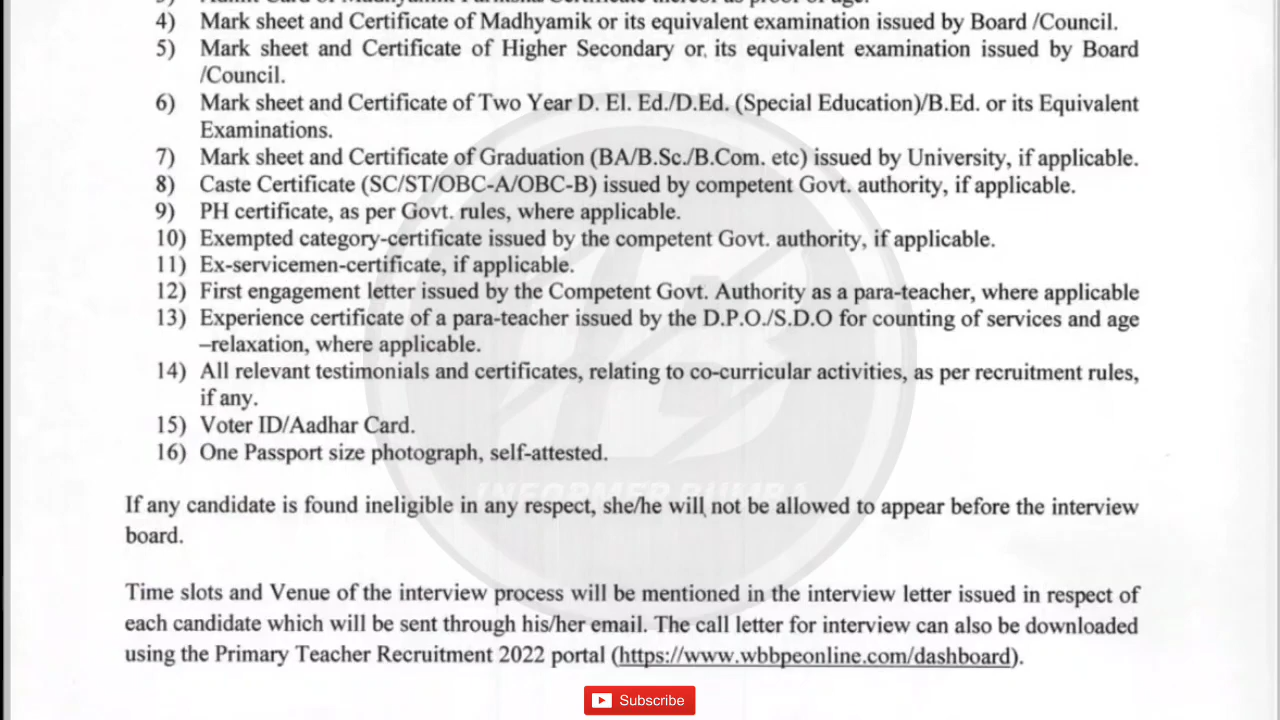 4) Mark sheet and Certificate of Madhyamik or its equivalent examination issued by Board /Council.
5) Mark sheet and Certificate of Higher Secondary or its equivalent examination issued by Board
/Council.
6) Mark sheet and Certificate of Two Year D. El. Ed./D.Ed. (Special Education)/B.Ed. or its Equivalent
Examinations.
7) Mark sheet and Certificate of Graduation (BA/B.Sc./B.Com. etc) issued by University, if applicable.
8) Caste Certificate (SC/ST/OBC-A/OBC-B) issued by competent Govt. authority, if applicable.
9) PH certificate, as per Govt. rules, where applicable.
10) Exempted category-certificate issued by the competent Govt. authority, if applicable.
11) Ex-servicemen-certificate, if applicable.
12) First engagement letter issued by the Competent Govt. Authority as a para-teacher, where applicable
13) Experience certificate of a para-teacher issued by the D.P.O./S.D.O for counting of services and age
–relaxation, where applicable.
14) All relevant testimonials and certificates, relating to co-curricular activities, as per recruitment rules,
if any.
15) Voter ID/Aadhar Card.
16) One Passport size photograph, self-attested.
If any candidate is found ineligible in any respect, she/he will not be allowed to appear before the interview
board.
Time slots and Venue of the interview process will be mentioned in the interview letter issued in respect of
each candidate which will be sent through his/her email. The call letter for interview can also be downloaded
using the Primary Teacher Recruitment 2022 portal (https://www.wbbpeonline.com/dashboard).
Subscribe